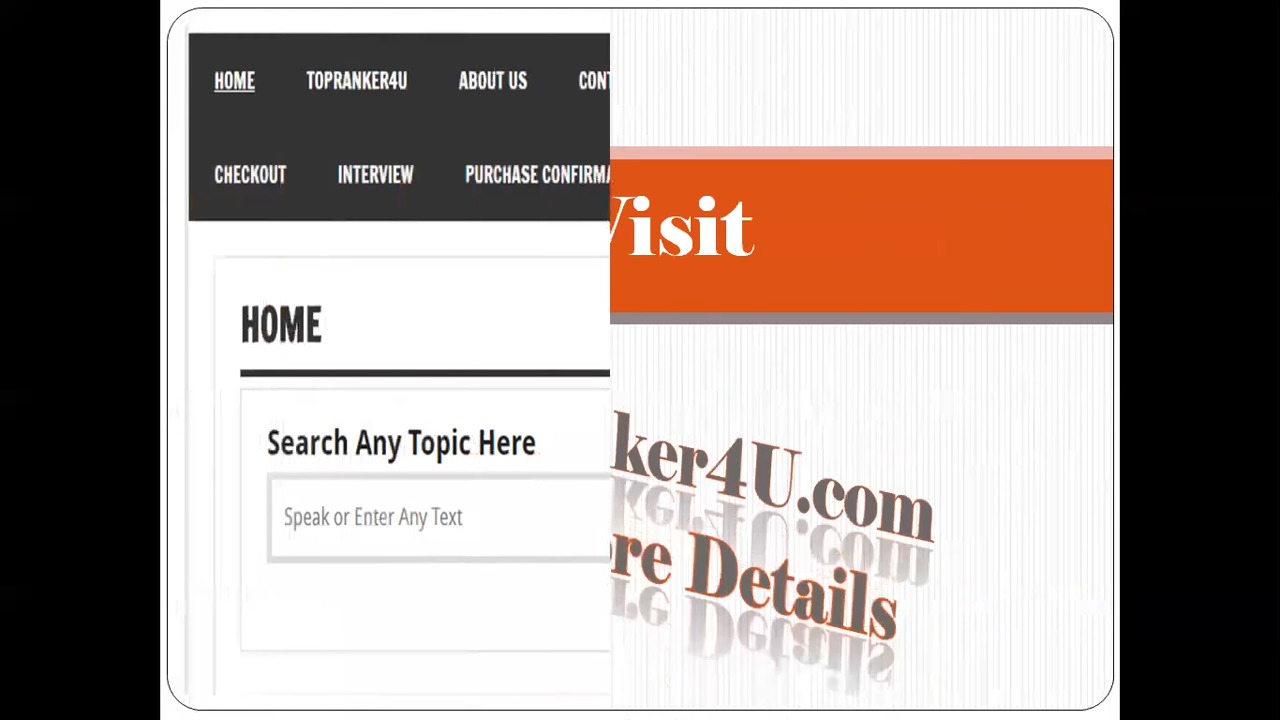 HOME TOPRANKER4U ABOUT US CONT
CHECKOUT INTERVIEW PURCHASE CONFIRMA
Visit
HOME
Search Any Topic Here
Speak or Enter Any Text
ker4U.com
re Details